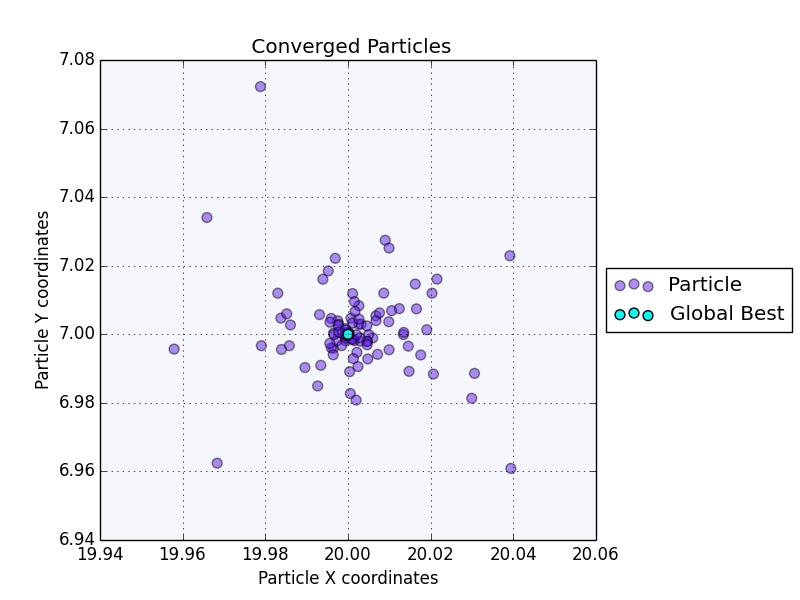 Converged Particles
7.08
7.06
7.04
7.02
7.00
6.98
6.96
6.94
Particle Y coordinates
19.94 19.96 19.98 20.00 20.02 20.04 20.06
Particle X coordinates
Particle
Global Best